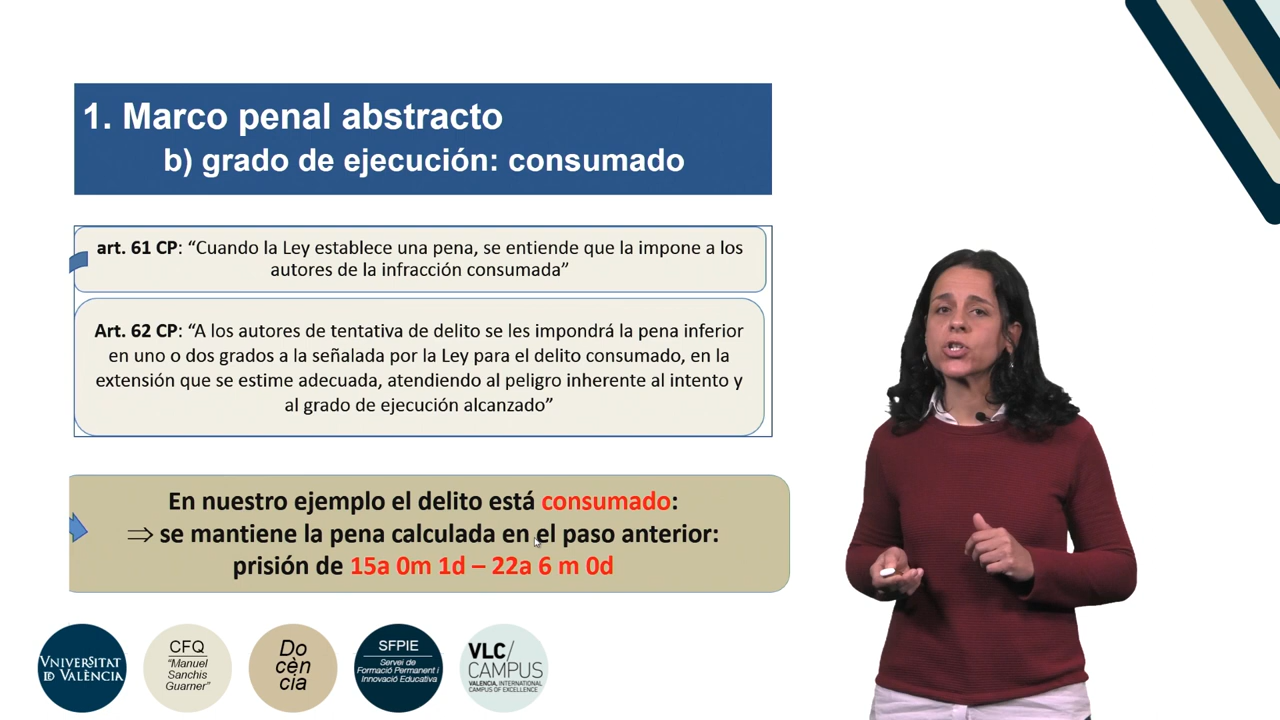 1. Marco penal abstracto
b) grado de ejecución: consumado
art. 61 CP: “Cuando la Ley establece una pena, se entiende que la impone a los
autores de la infracción consumada”
Art. 62 CP: “A los autores de tentativa de delito se les impondrá la pena inferior
en uno o dos grados a la señalada por la Ley para el delito consumado, en la
extensión que se estime adecuada, atendiendo al peligro inherente al intento y
al grado de ejecución alcanzado”
En nuestro ejemplo el delito está consumado:
⇒ se mantiene la pena calculada en el paso anterior:
prisión de 15a 0m 1d – 22a 6 m 0d
VNIVERSITAT
ID VALÈNCIA
CFQ
“Manuel
Sanchis
Guarner”
Do
cèn
cia
SFPIE
Servei de
Formació Permanent i
Innovació Educativa
VLC/
CAMPUS
VALENCIA, INTERNATIONAL
CAMPUS OF EXCELLENCE